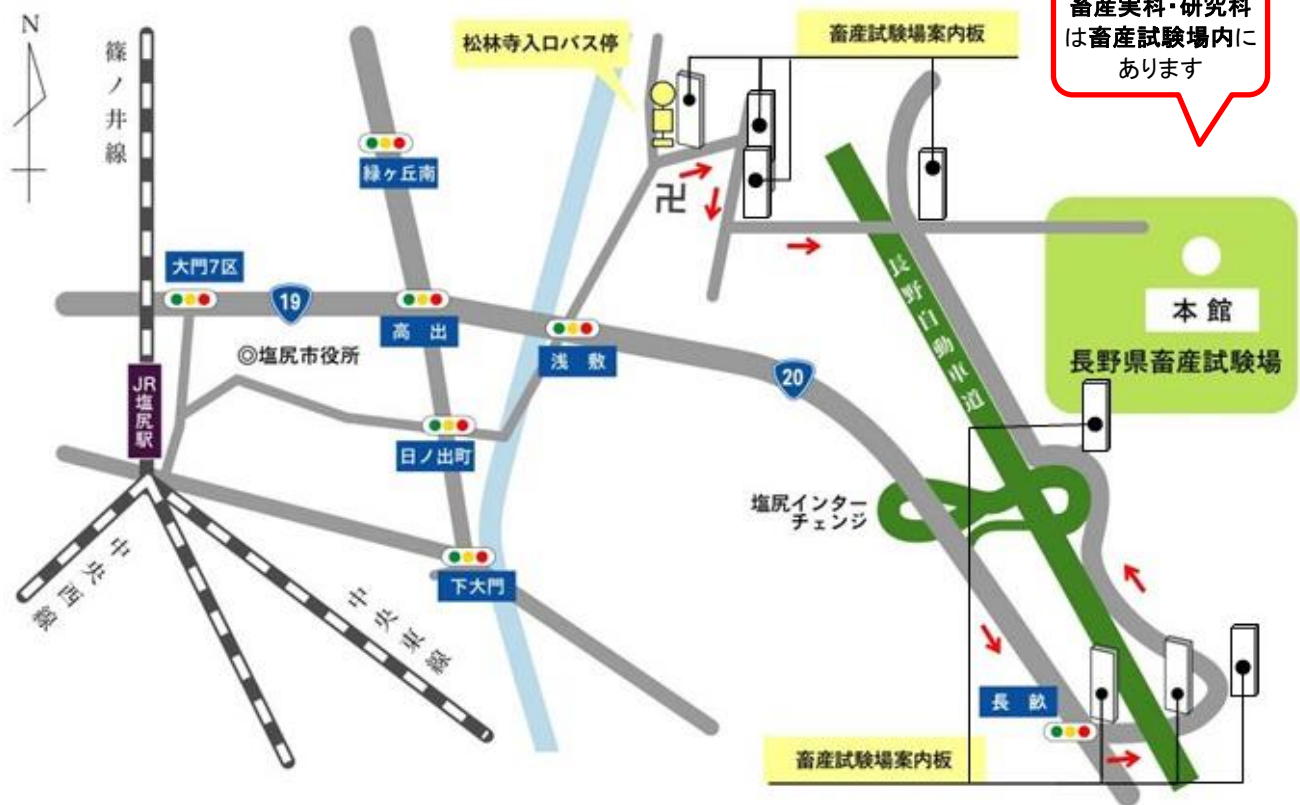 N
篠ノ井線
松林寺入口バス停
畜産試験場案内板
畜産実科・研究科
は畜産試験場内に
あります
緑ヶ丘南
卍
大門7区
19
高出
◎塩尻市役所
浅敷
20
長野自動車道
本館
長野県畜産試験場
JR塩尻駅
日ノ出町
塩尻インター
チェンジ
下大門
中央西線
中央東線
長畝
畜産試験場案内板